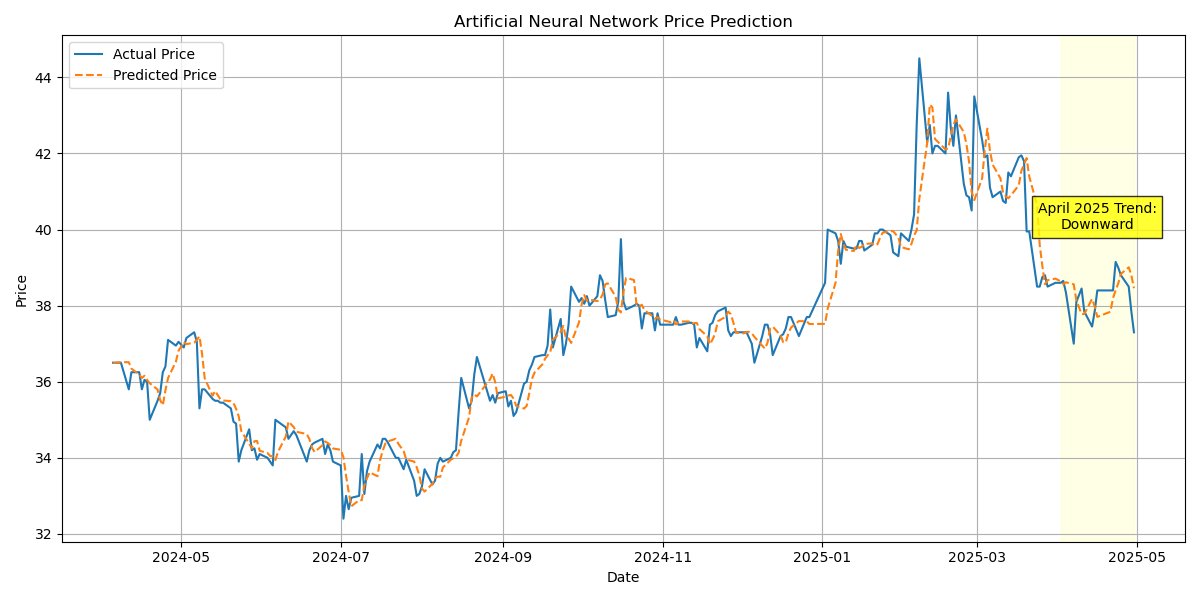 Artificial Neural Network Price Prediction
Actual Price
Predicted Price
April 2025 Trend:
Downward
Price
44
42
40
38
36
34
32
2024-05
2024-07
2024-09
2024-11
2025-01
2025-03
2025-05
Date